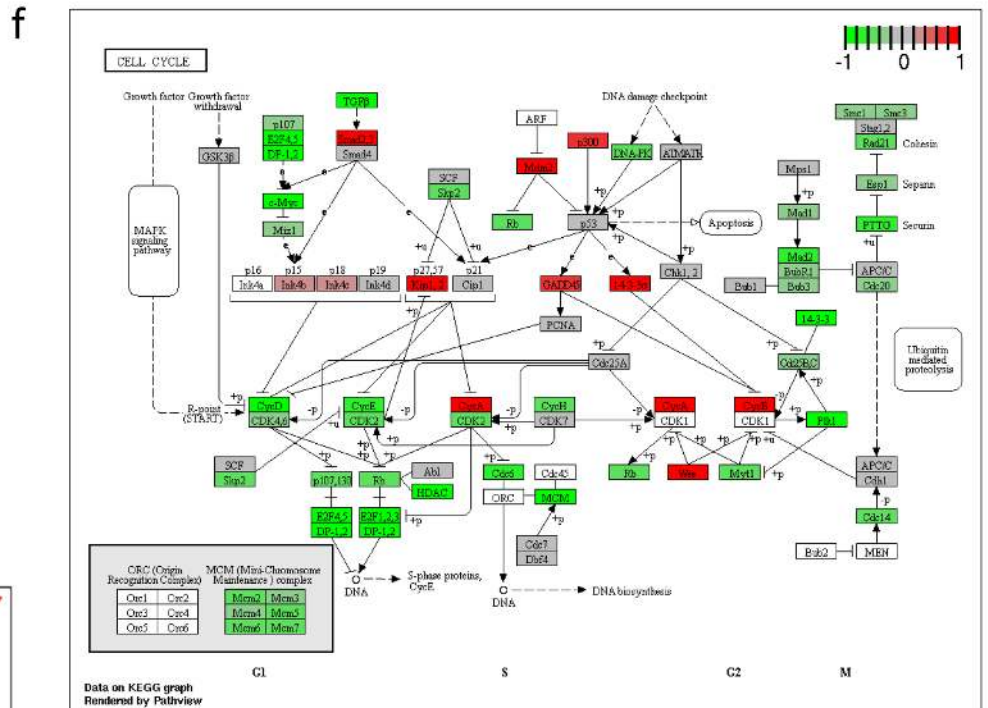 f
CELL CYCLE
-1 0 1
Growth factor Growth factor withdrawal
TGFβ
DNA damage checkpoint
ARF
p107
E2F4,5
DP-1,2
Smad4
GSK3β
p300
DNA-PK
ATMATR
Smc1 Smc3
Stag1,2
Rad21 Cohesin
Mps1
+p
Esp1 Separin
SCF
Skp2
c-Myc
Miz1
Rb
p53
Apoptosis
Mad1
PTTG Securin
+u
MAPK signaling pathway
Mad2
BubR1
Bub3
Bub1
APC/C
Cdc20
p16 p15 p18 p19 p27,57 p21
Ink4a Ink4b Ink4c Ink4d Kip1, 2 Cip1
GADD45
14-3-3σ
Chk1, 2
PCNA
14-3-3
Cdc25A
Cdc25B,C
Ubiquitin mediated proteolysis
R-point (START)
CycD
CDK4,6
CycE
CDK2
CycA
CDK2
CycH
CDK7
CycA
CDK1
CycB
CDK1
Plk1
SCF
Skp2
p107,130
Rb
Abl
HDAC
Cdc6
Cdc45
ORC
MCM
Rb
Wee
Myt1
APC/C
Cdh1
E2F4,5
DP-1,2
E2F1,2,3
DP-1,2
Cdc7
Dbf4
Cdc14
Bub2
MEN
DNA
S-phase proteins, CycE
DNA
DNA biosynthesis
ORC (Origin Recognition Complex)
MCM (Mini-Chromosome Maintenance ) complex
Orc1 Orc2 Mcm2 Mcm3
Orc3 Orc4 Mcm4 Mcm5
Orc5 Orc6 Mcm6 Mcm7
G1 S G2 M
Data on KEGG graph
Rendered by Pathview